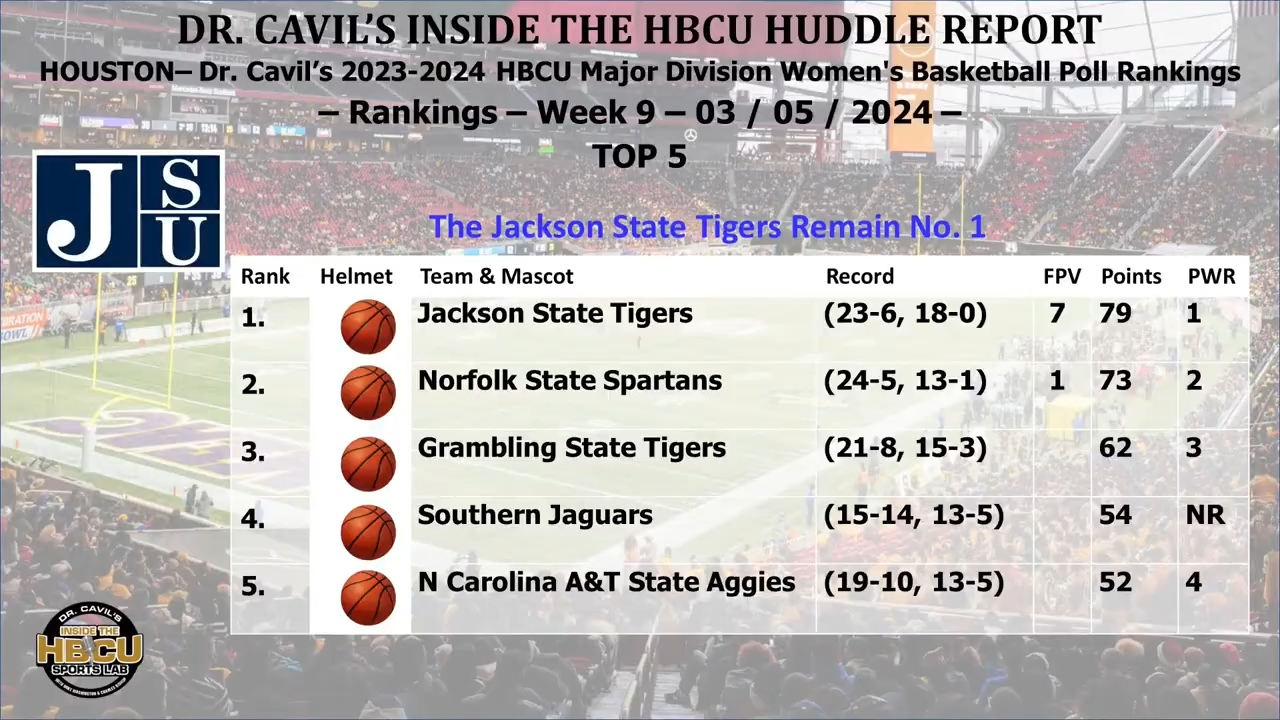 DR. CAVIL'S INSIDE THE HBCU HUDDLE REPORT
HOUSTON– Dr. Cavil's 2023-2024 HBCU Major Division Women's Basketball Poll Rankings
– Rankings – Week 9 – 03 / 05 / 2024 –
TOP 5
J S U
The Jackson State Tigers Remain No. 1
Rank Helmet Team & Mascot Record FPV Points PWR
1. Jackson State Tigers (23-6, 18-0) 7 79 1
2. Norfolk State Spartans (24-5, 13-1) 1 73 2
3. Grambling State Tigers (21-8, 15-3) 62 3
4. Southern Jaguars (15-14, 13-5) 54 NR
5. N Carolina A&T State Aggies (19-10, 13-5) 52 4
DR. CAVIL'S
INSIDE THE
HBCU
SPORTS LAB